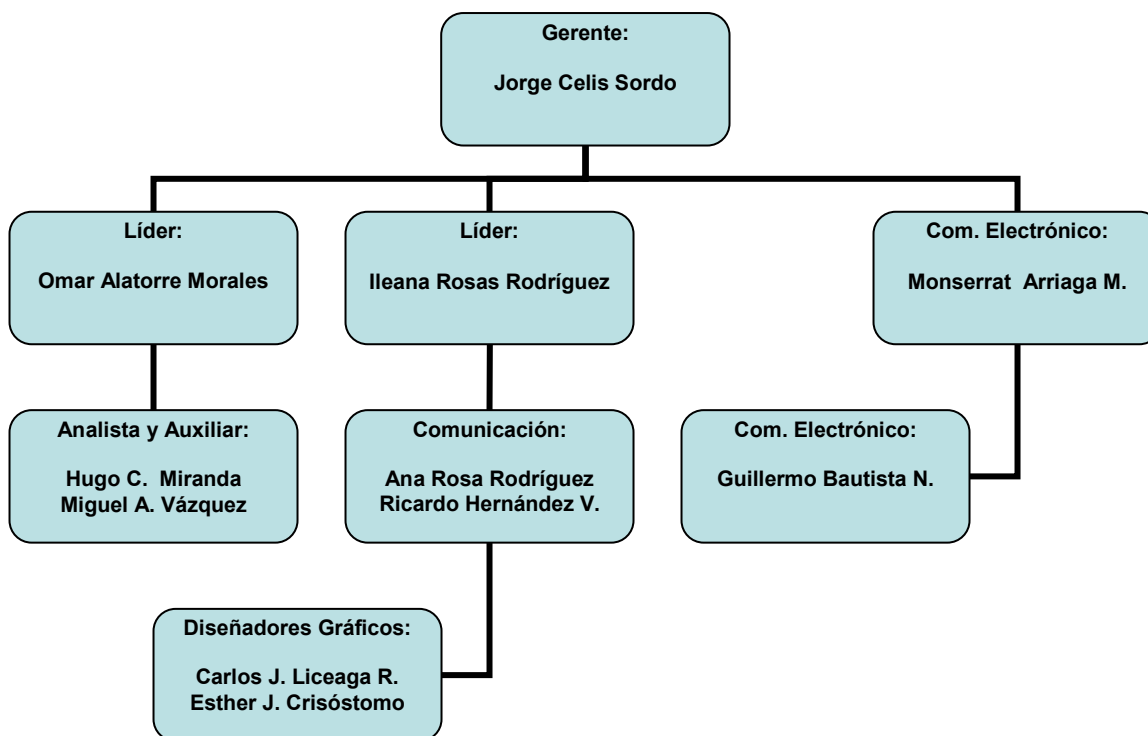 Gerente:
Jorge Celis Sordo
Líder:
Omar Alatorre Morales
Líder:
Ileana Rosas Rodríguez
Com. Electrónico:
Monserrat Arriaga M.
Analista y Auxiliar:
Hugo C. Miranda
Miguel A. Vázquez
Comunicación:
Ana Rosa Rodríguez
Ricardo Hernández V.
Com. Electrónico:
Guillermo Bautista N.
Diseñadores Gráficos:
Carlos J. Liceaga R.
Esther J. Crisóstomo